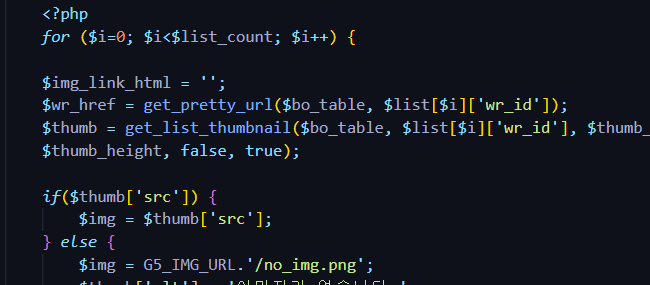 <?php
for ($i=0; $i<$list_count; $i++) {
$img_link_html = '';
$wr_href = get_pretty_url($bo_table, $list[$i]['wr_id']);
$thumb = get_list_thumbnail($bo_table, $list[$i]['wr_id'], $thumb_
$thumb_height, false, true);
if($thumb['src']) {
$img = $thumb['src'];
} else {
$img = G5_IMG_URL.'/no_img.png';